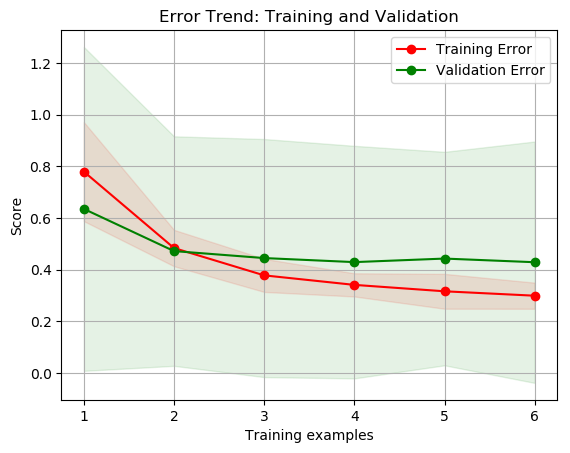 Error Trend: Training and Validation
Training Error
Validation Error
1.2
1.0
0.8
0.6
0.4
0.2
0.0
Score
1 2 3 4 5 6
Training examples